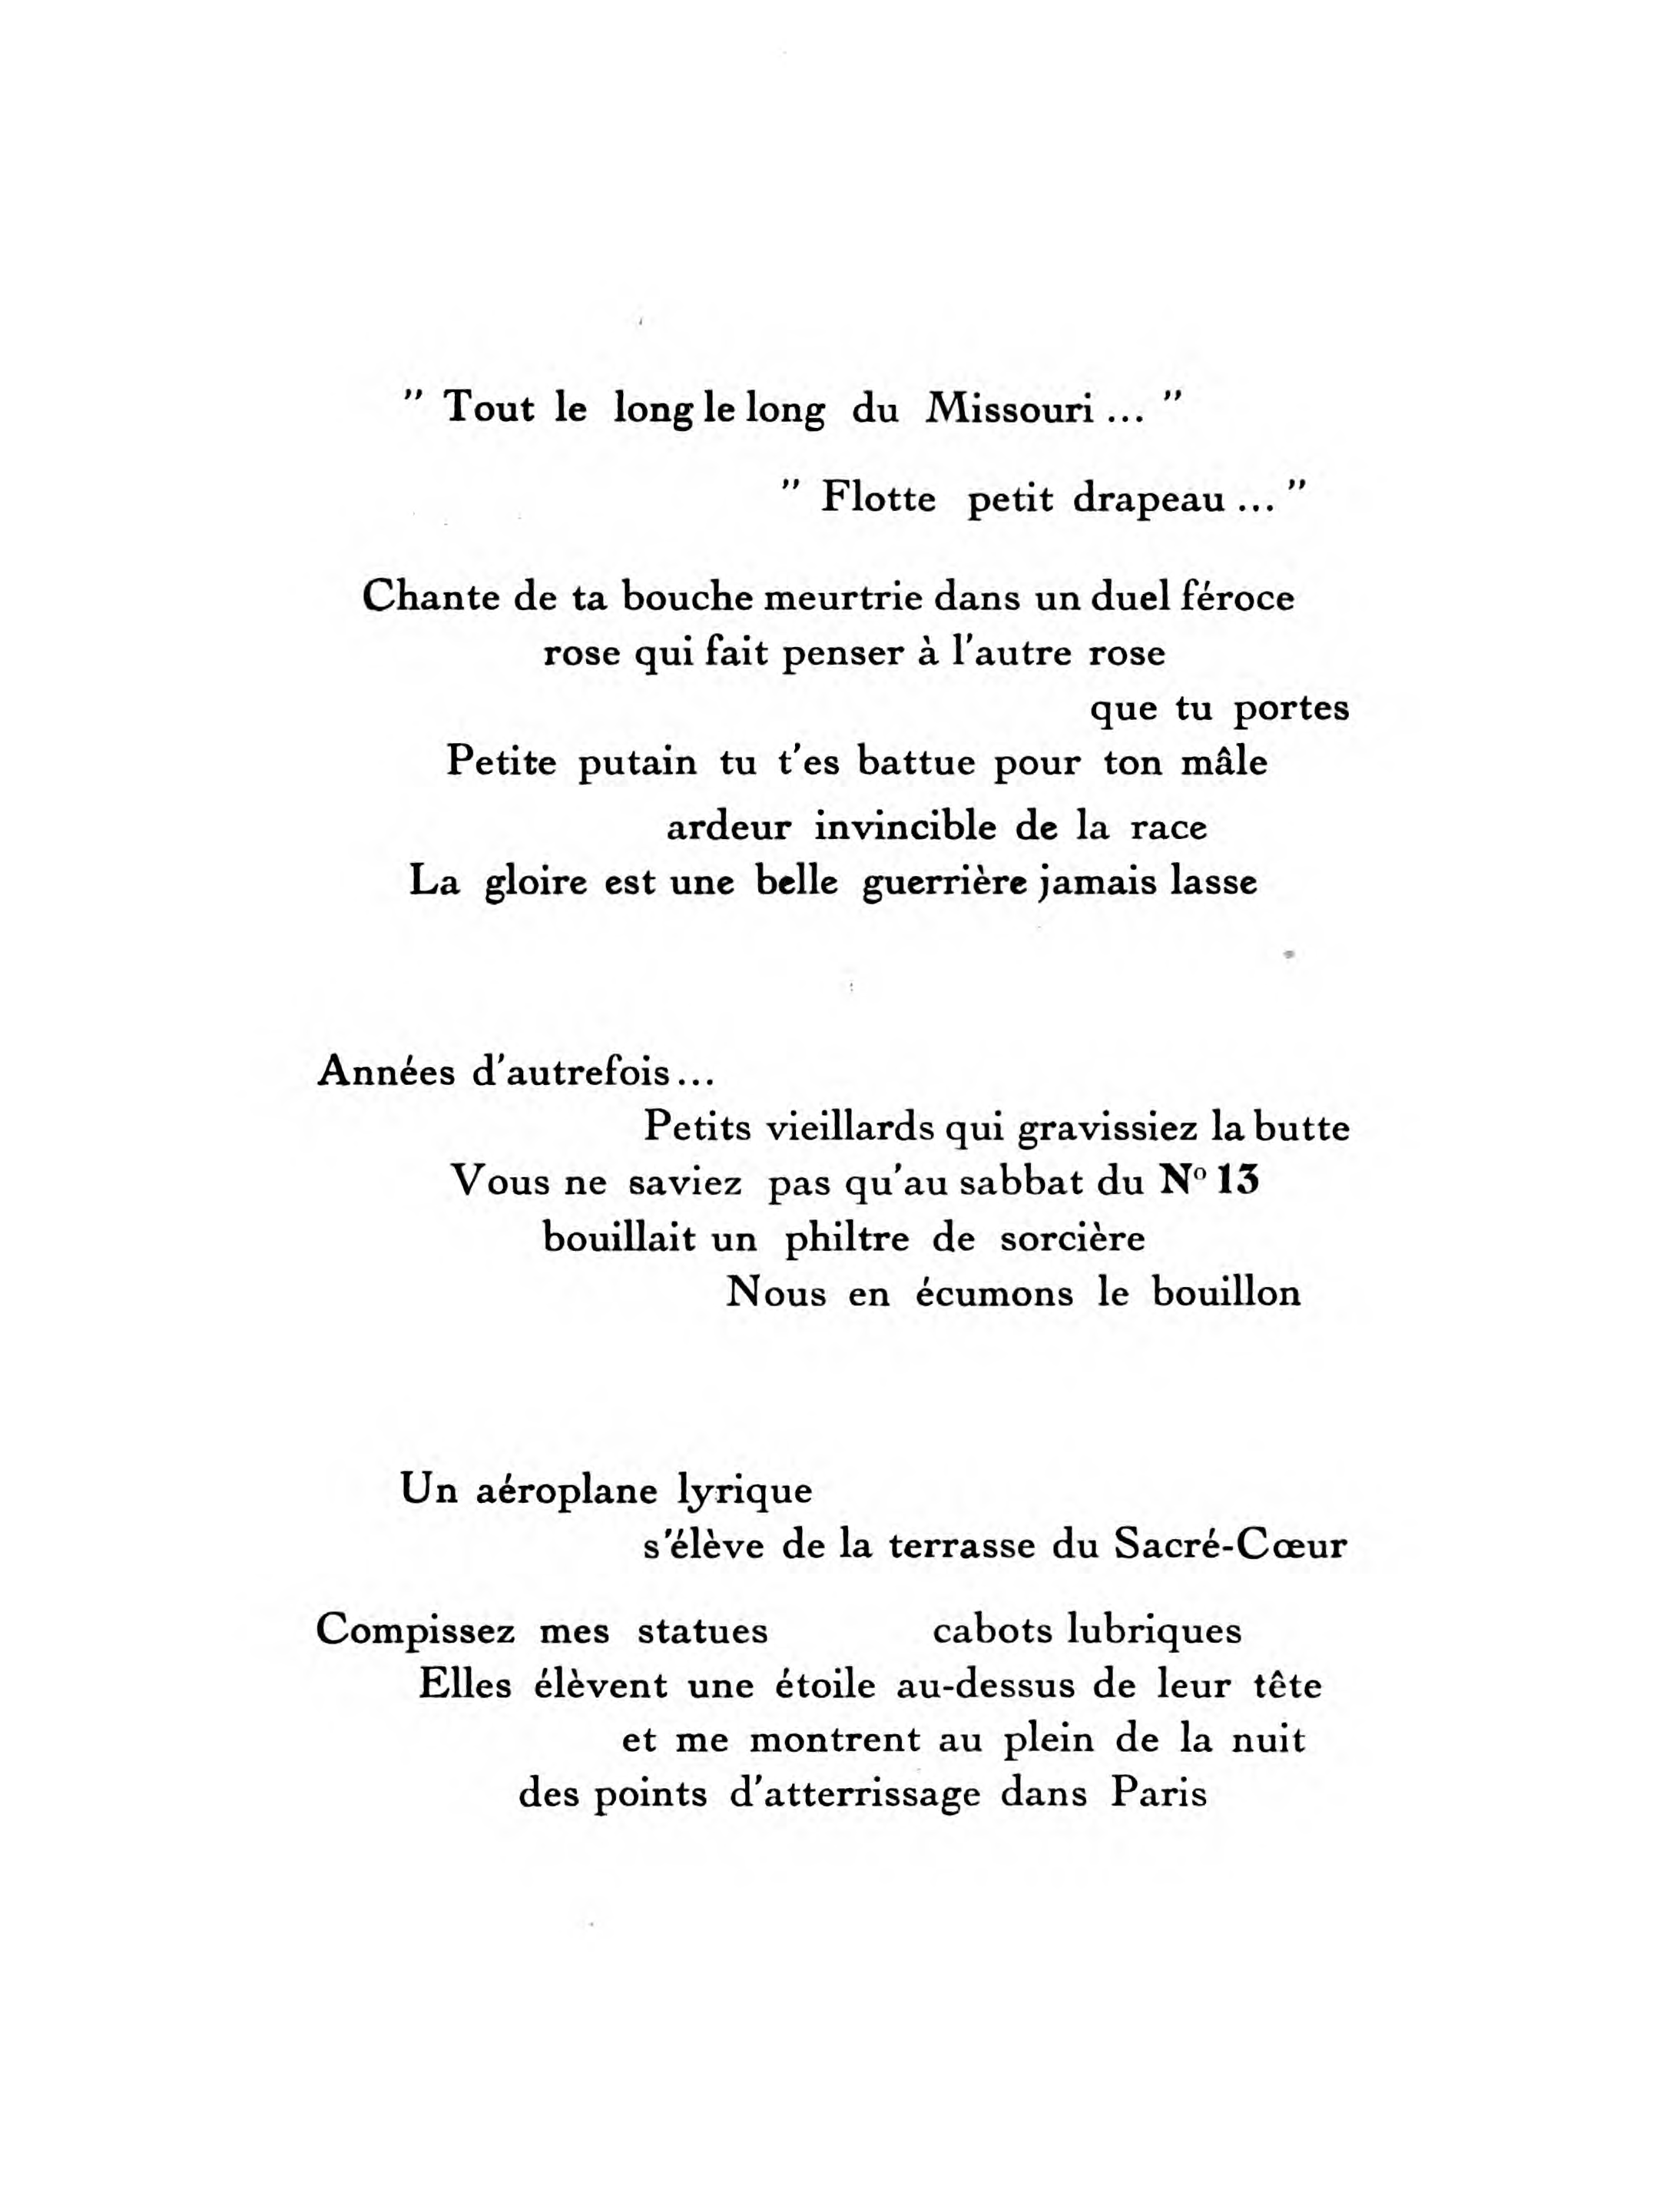 " Tout le long le long du Missouri ... "
" Flotte petit drapeau ... "
Chante de ta bouche meurtrie dans un duel féroce
rose qui fait penser à l'autre rose
que tu portes
Petite putain tu t'es battue pour ton mâle
ardeur invincible de la race
La gloire est une belle guerrière jamais lasse
Années d'autrefois...
Petits vieillards qui gravissiez la butte
Vous ne saviez pas qu'au sabbat du Nº 13
bouillait un philtre de sorcière
Nous en écumons le bouillon
Un aéroplane lyrique
s'élève de la terrasse du Sacré-Cœur
Compissez mes statues cabots lubriques
Elles élèvent une étoile au-dessus de leur tête
et me montrent au plein de la nuit
des points d'atterrissage dans Paris